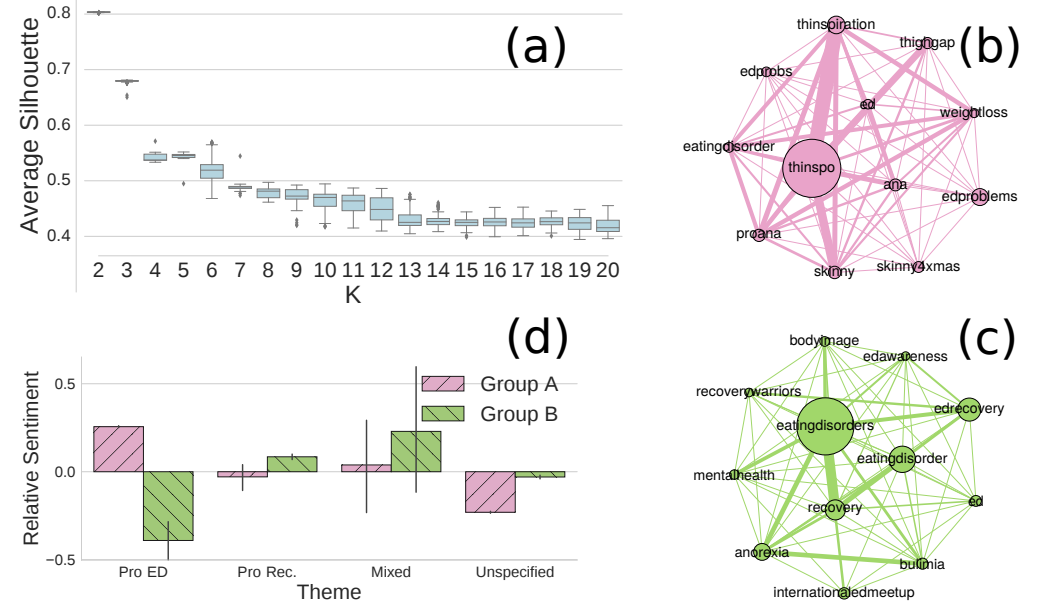 (a)
Average Silhouette
0.8
0.7
0.6
0.5
0.4
2 3 4 5 6 7 8 9 10 11 12 13 14 15 16 17 18 19 20
K
(b)
thinspiration
thighgap
edprobs
ed
weightloss
eatingdisorder
thinspo
ana
edproblems
proana
skinny
skinny4xmas
(d)
Relative Sentiment
0.5
0.0
−0.5
Group A
Group B
Pro ED Pro Rec. Mixed Unspecified
Theme
(c)
bodyimage
edawareness
recoverywarriors
edrecovery
eatingdisorders
eatingdisorder
mentalhealth
ed
recovery
anorexia
bulimia
internationaledmeetup